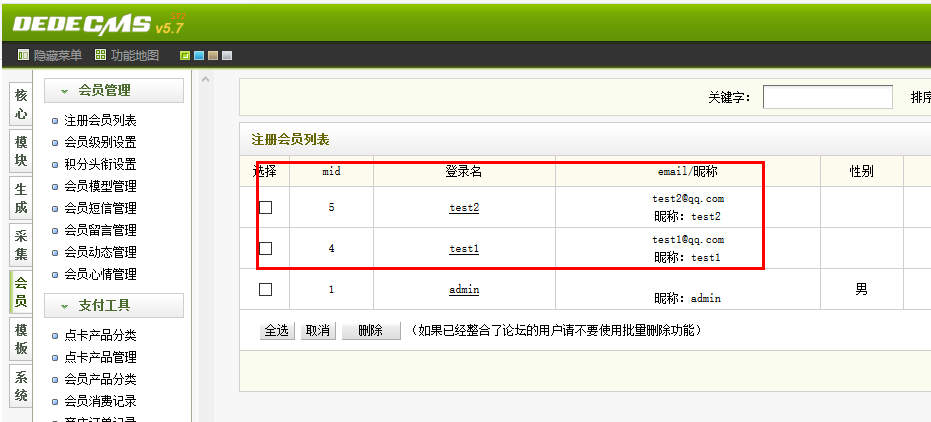 DEDECMS v5.7 SP2
隐藏菜单 功能地图
核心
模块
生成
采集
会员
模板
系统
会员管理
注册会员列表
会员级别设置
积分头衔设置
会员模型管理
会员短信管理
会员留言管理
会员动态管理
会员心情管理
支付工具
点卡产品分类
点卡产品管理
会员产品分类
会员消费记录
商店订单记录
关键字： 排序
注册会员列表
选择 mid 登录名 email/昵称 性别
5 test2 test2@qq.com
昵称：test2
4 test1 test1@qq.com
昵称：test1
1 admin 男
昵称：admin
全选 取消 删除 （如果已经整合了论坛的用户请不要使用批量删除功能）